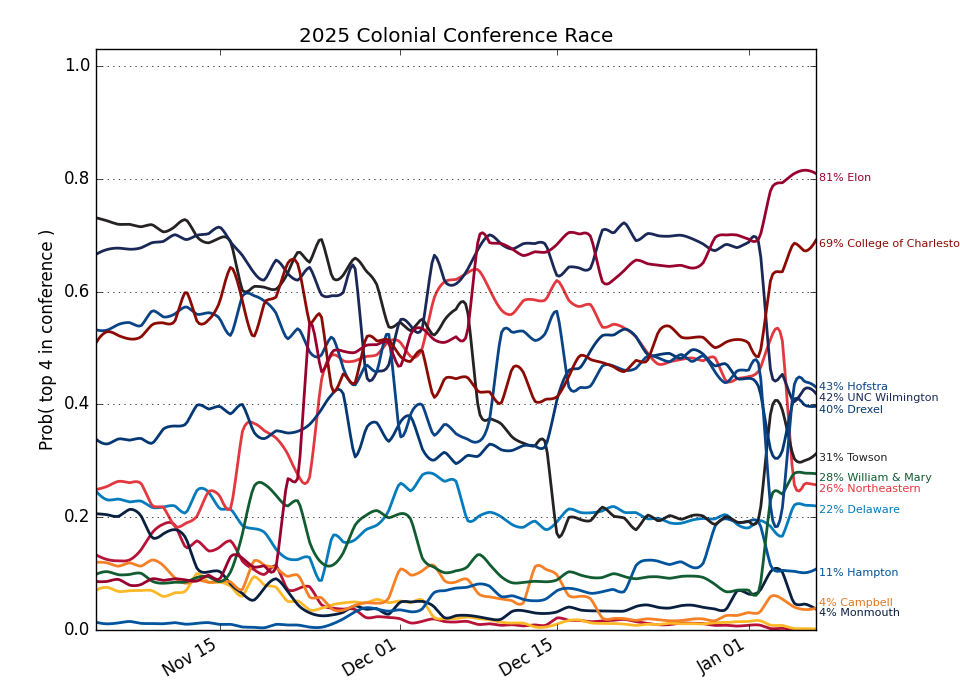 2025 Colonial Conference Race
Prob( top 4 in conference )
1.0
0.8
0.6
0.4
0.2
0.0
Nov 15
Dec 01
Dec 15
Jan 01
81% Elon
69% College of Charlesto
43% Hofstra
42% UNC Wilmington
40% Drexel
31% Towson
28% William & Mary
26% Northeastern
22% Delaware
11% Hampton
4% Campbell
4% Monmouth